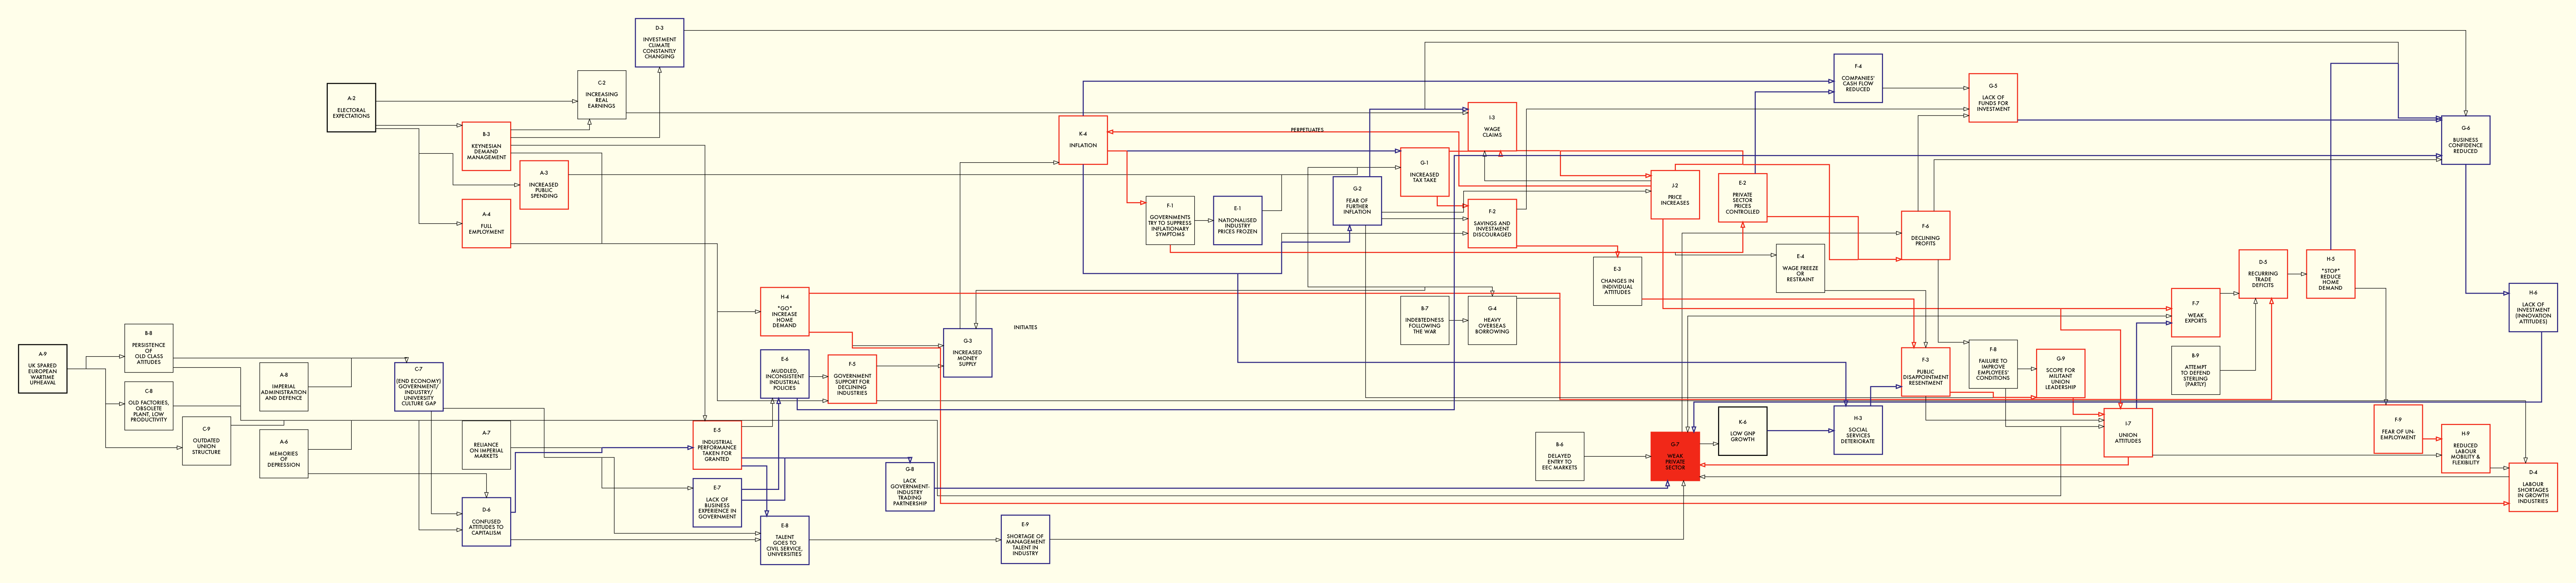 D-3
INVESTMENT
CLIMATE
CONSTANTLY
CHANGING
A-2
ELECTORAL
EXPECTATIONS
C-2
INCREASING
REAL
EARNINGS
B-3
KEYNESIAN
DEMAND
MANAGEMENT
A-3
INCREASED
PUBLIC
SPENDING
A-4
FULL
EMPLOYMENT
K-4
INFLATION
PERPETUATES
I-3
WAGE
CLAIMS
G-1
INCREASED
TAX TAKE
F-1
GOVERNMENTS
TRY TO SUPPRESS
INFLATIONARY
SYMPTOMS
E-1
NATIONALISED
INDUSTRY
PRICES FROZEN
G-2
FEAR OF
FURTHER
INFLATION
F-2
SAVINGS AND
INVESTMENT
DISCOURAGED
J-2
PRICE
INCREASES
E-2
PRIVATE
SECTOR
PRICES
CONTROLLED
F-4
COMPANIES'
CASH FLOW
REDUCED
G-5
LACK OF
FUNDS FOR
INVESTMENT
G-6
BUSINESS
CONFIDENCE
REDUCED
F-6
DECLINING
PROFITS
E-3
CHANGES IN
INDIVIDUAL
ATTITUDES
E-4
WAGE FREEZE
OR
RESTRAINT
D-5
RECURRING
TRADE
DEFICITS
H-5
"STOP"
REDUCE
HOME
DEMAND
H-6
LACK OF
INVESTMENT
(INNOVATION
ATTITUDES)
H-4
"GO"
INCREASE
HOME
DEMAND
INITIATES
G-3
INCREASED
MONEY
SUPPLY
B-7
INDEBTEDNESS
FOLLOWING
THE WAR
G-4
HEAVY
OVERSEAS
BORROWING
F-7
WEAK
EXPORTS
B-8
PERSISTENCE
OF
OLD CLASS
ATITUDES
A-9
UK SPARED
EUROPEAN
WARTIME
UPHEAVAL
A-8
IMPERIAL
ADMINISTRATION
AND DEFENCE
C-7
(END ECONOMY)
GOVERNMENT/
INDUSTRY/
UNIVERSITY
CULTURE GAP
E-6
MUDDLED,
INCONSISTENT
INDUSTRIAL
POLICIES
F-5
GOVERNMENT
SUPPORT FOR
DECLINING
INDUSTRIES
F-3
PUBLIC
DISAPPOINTMENT
RESENTMENT
F-8
FAILURE TO
IMPROVE
EMPLOYEES'
CONDITIONS
G-9
SCOPE FOR
MILITANT
UNION
LEADERSHIP
B-9
ATTEMPT
TO DEFEND
STERLING
(PARTLY)
C-8
OLD FACTORIES,
OBSOLETE
PLANT, LOW
PRODUCTIVITY
C-9
OUTDATED
UNION
STRUCTURE
A-6
MEMORIES
OF
DEPRESSION
A-7
RELIANCE
ON IMPERIAL
MARKETS
E-5
INDUSTRIAL
PERFORMANCE
TAKEN FOR
GRANTED
K-6
LOW GNP
GROWTH
H-3
SOCIAL
SERVICES
DETERIORATE
I-7
UNION
ATTITUDES
F-9
FEAR OF UN-
EMPLOYMENT
H-9
REDUCED
LABOUR
MOBILITY &
FLEXIBILITY
B-6
DELAYED
ENTRY TO
EEC MARKETS
G-7
WEAK
PRIVATE
SECTOR
G-8
LACK
GOVERNMENT-
INDUSTRY
TRADING
PARTNERSHIP
D-4
LABOUR
SHORTAGES
IN GROWTH
INDUSTRIES
E-7
LACK OF
BUSINESS
EXPERIENCE IN
GOVERNMENT
D-6
CONFUSED
ATTITUDES TO
CAPITALISM
E-8
TALENT
GOES TO
CIVIL SERVICE,
UNIVERSITIES
E-9
SHORTAGE OF
MANAGEMENT
TALENT IN
INDUSTRY